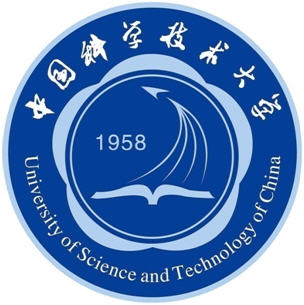 中国科学技术大学
1958
University of Science and Technology of China